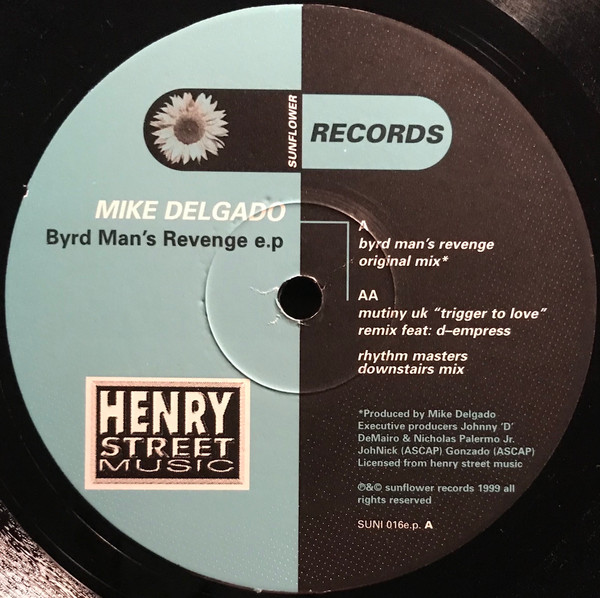 SUNFLOWER
RECORDS
MIKE DELGADO
Byrd Man's Revenge e.p
A
byrd man's revenge
original mix*
AA
mutiny uk "trigger to love"
remix feat: d–empress
rhythm masters
downstairs mix
HENRY
STREET
MUSIC
*Produced by Mike Delgado
Executive producers Johnny 'D'
DeMairo & Nicholas Palermo Jr.
JohNick (ASCAP) Gonzado (ASCAP)
Licensed from henry street music
℗&© sunflower records 1999 all
rights reserved
SUNI 016e.p. A